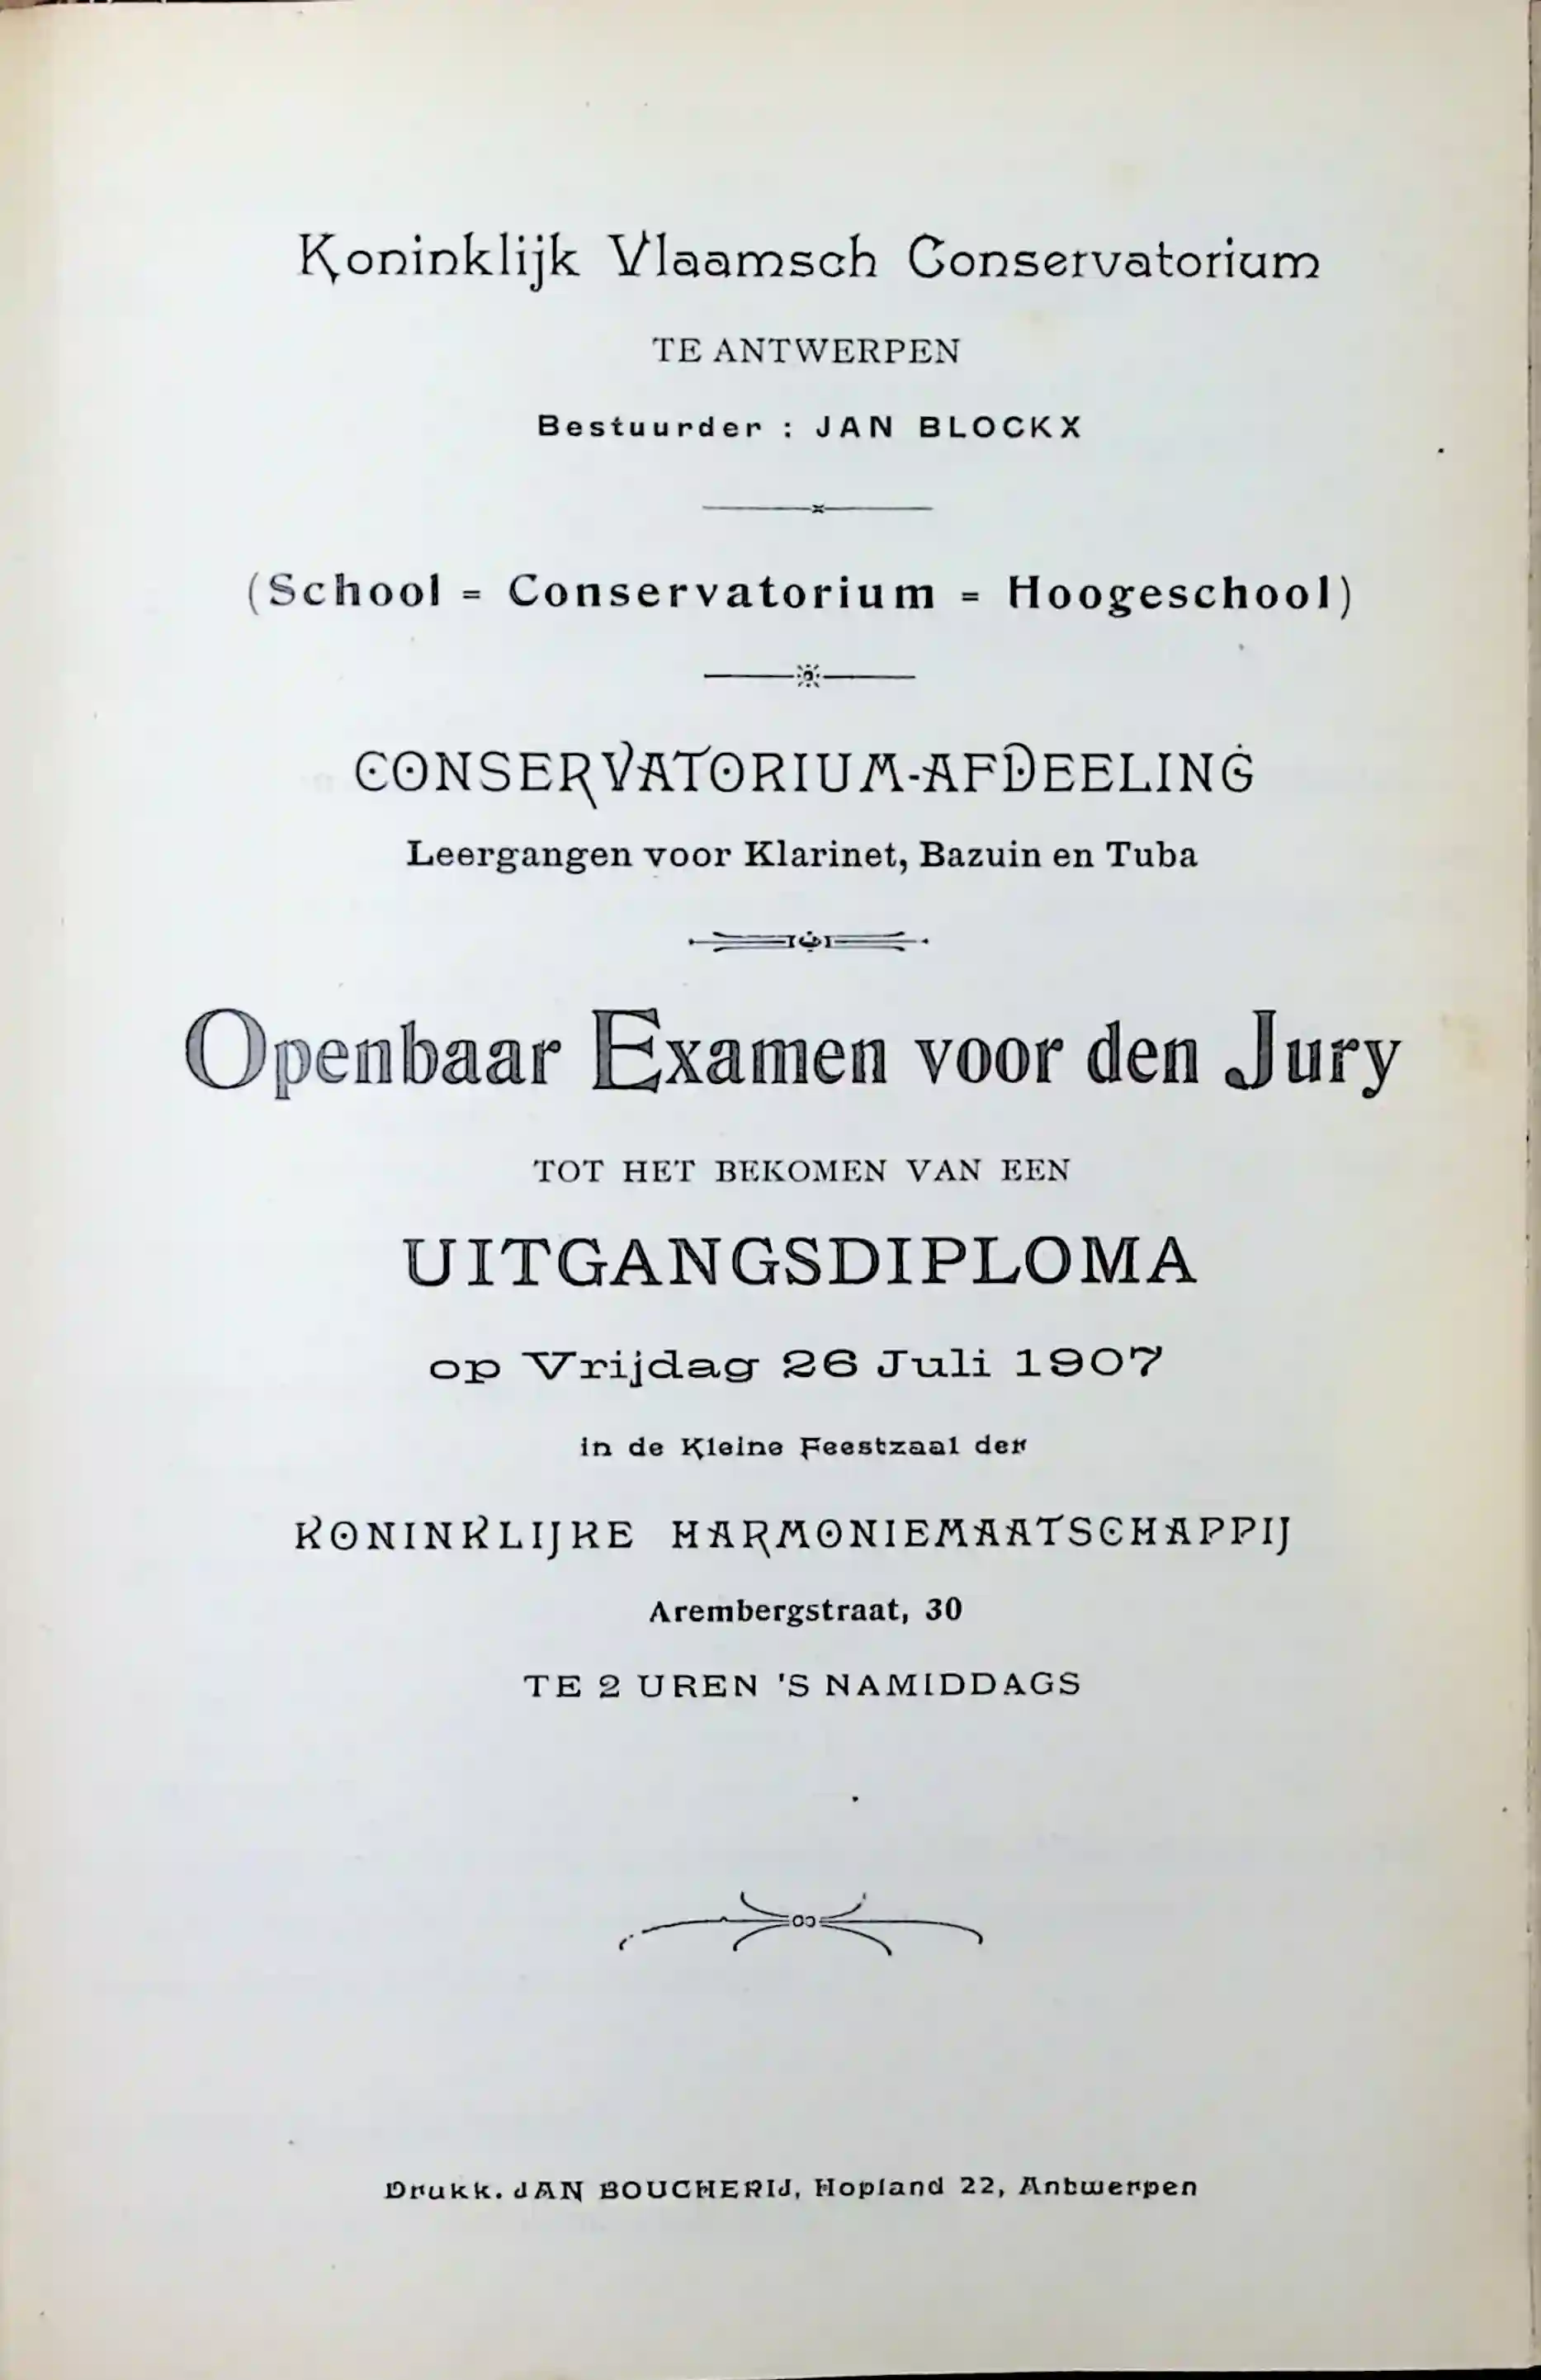 Koninklijk Vlaamsch Conservatorium
TE ANTWERPEN
Bestuurder : JAN BLOCKX
(School = Conservatorium = Hoogeschool)
CONSERVATORIUM-AFDEELING
Leergangen voor Klarinet, Bazuin en Tuba
Openbaar Examen voor den Jury
TOT HET BEKOMEN VAN EEN
UITGANGSDIPLOMA
op Vrijdag 26 Juli 1907
in de Kleine Feestzaal der
KONINKLIJKE HARMONIEMAATSCHAPPIJ
Arembergstraat, 30
TE 2 UREN 'S NAMIDDAGS
Drukk. JAN BOUCHERIJ, Hopland 22, Antwerpen